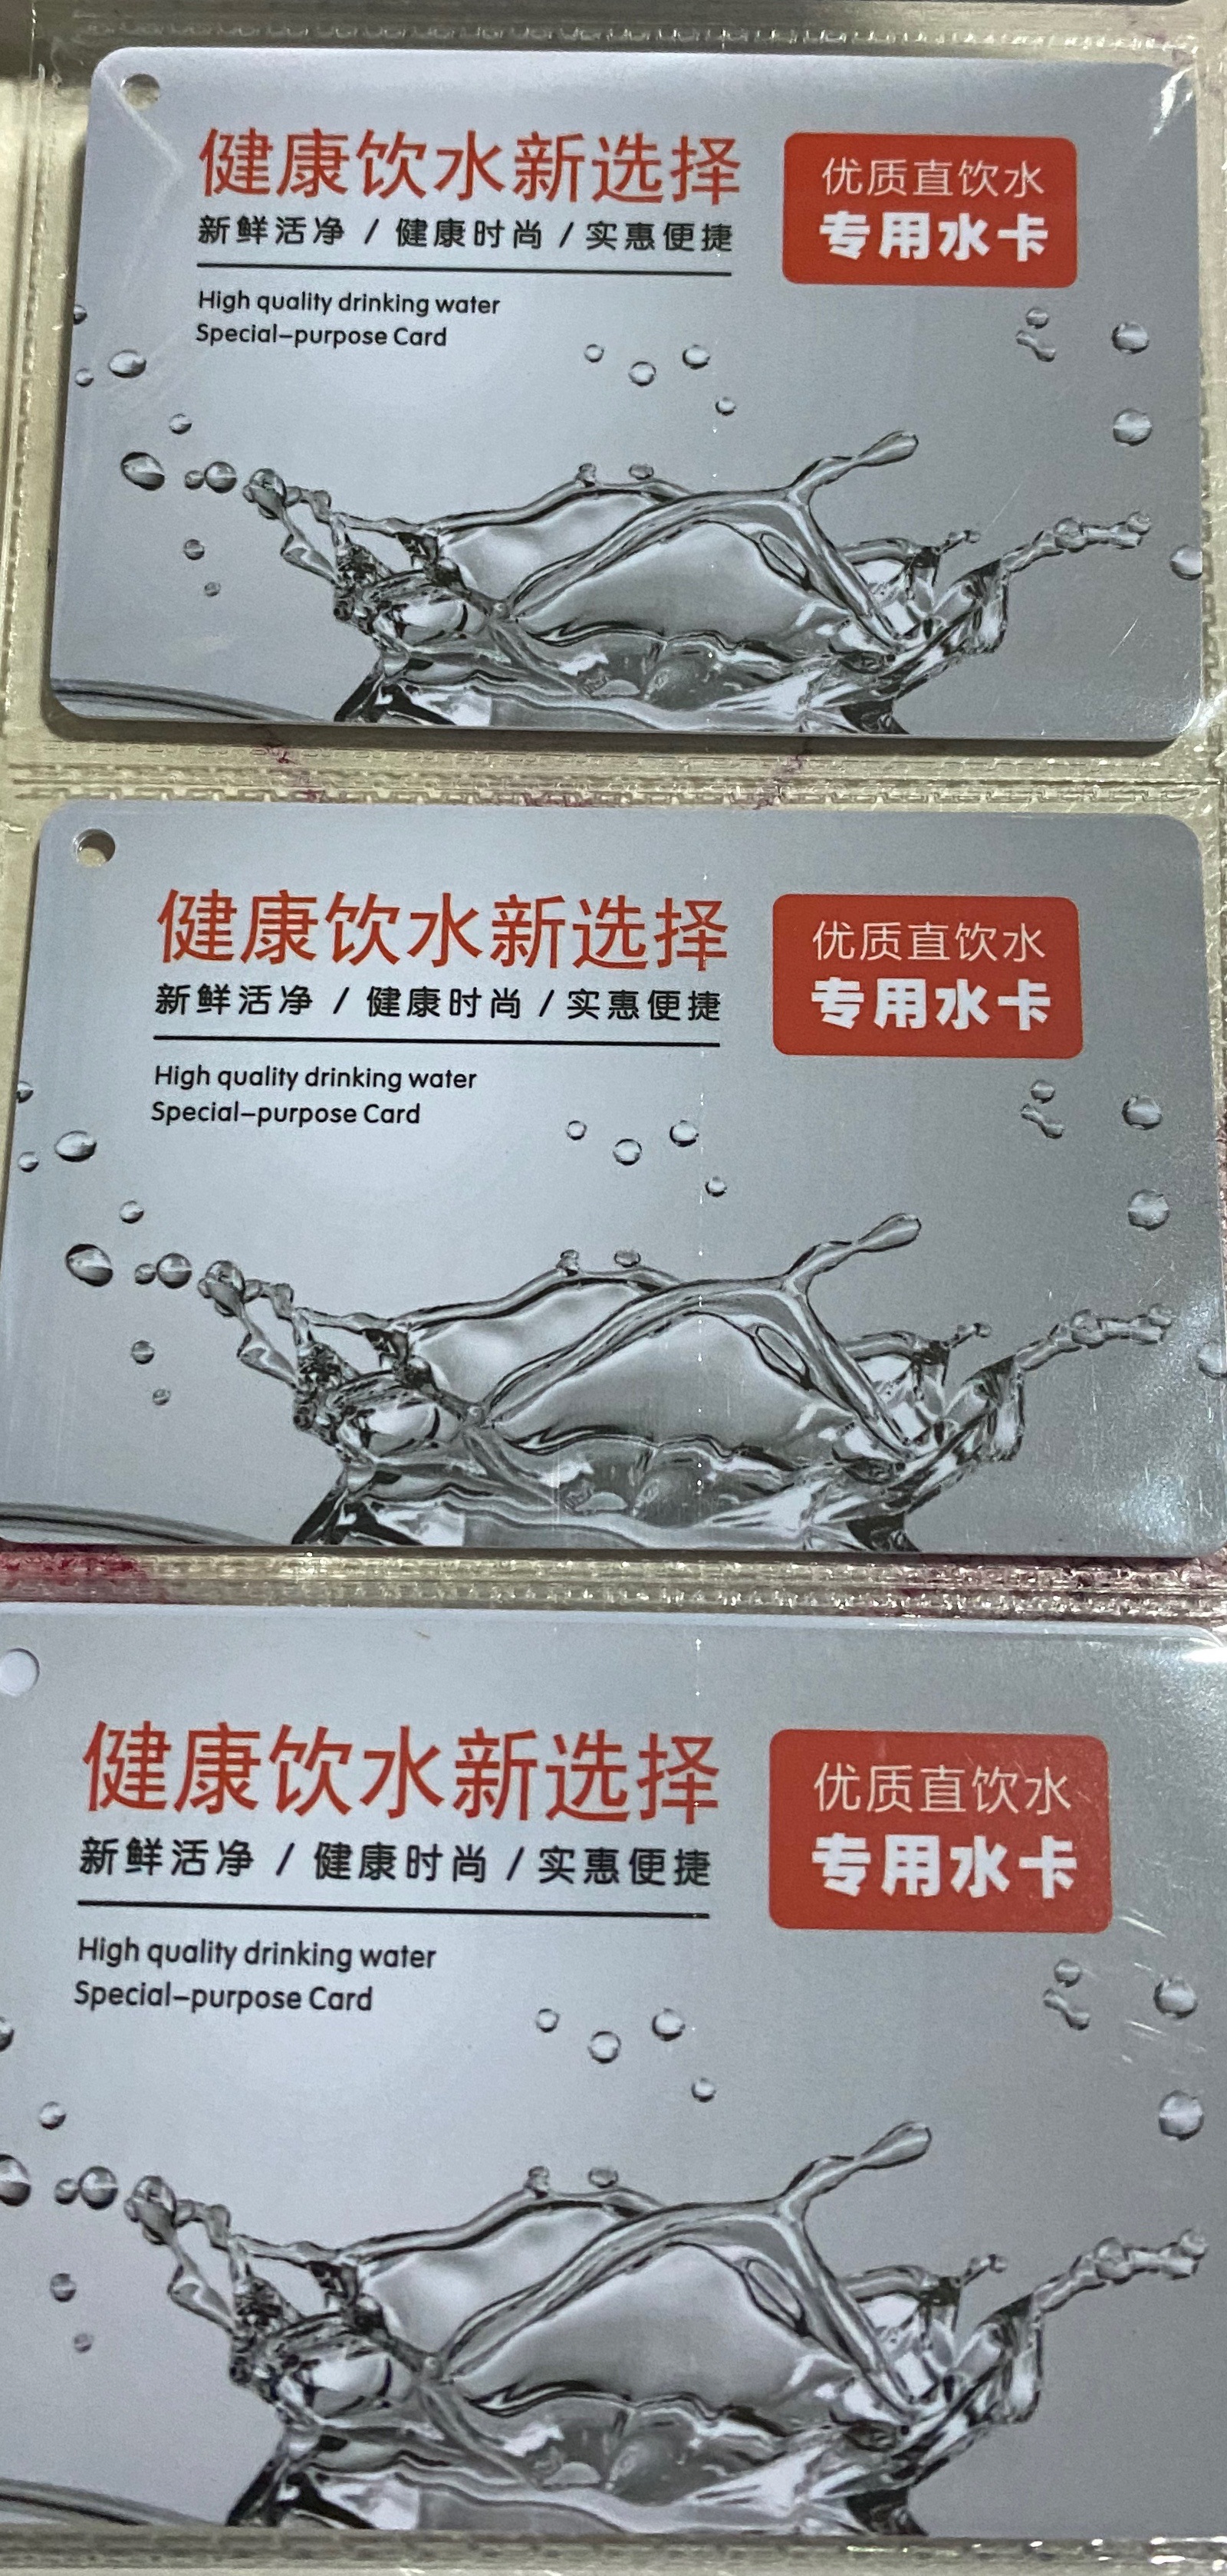 健康饮水新选择
新鲜活净 / 健康时尚 / 实惠便捷
High quality drinking water
Special-purpose Card
优质直饮水
专用水卡
健康饮水新选择
新鲜活净 / 健康时尚 / 实惠便捷
High quality drinking water
Special-purpose Card
优质直饮水
专用水卡
健康饮水新选择
新鲜活净 / 健康时尚 / 实惠便捷
High quality drinking water
Special-purpose Card
优质直饮水
专用水卡